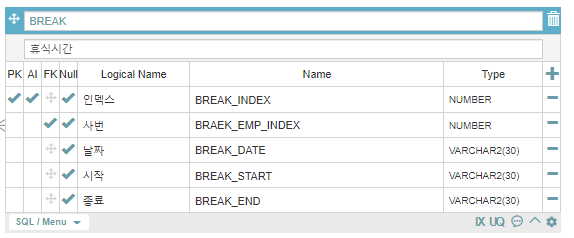 BREAK
휴식시간
PK AI FK Null Logical Name Name Type
인덱스 BREAK_INDEX NUMBER
사번 BRAEK_EMP_INDEX NUMBER
날짜 BREAK_DATE VARCHAR2(30)
시작 BREAK_START VARCHAR2(30)
종료 BREAK_END VARCHAR2(30)
SQL / Menu IX UQ